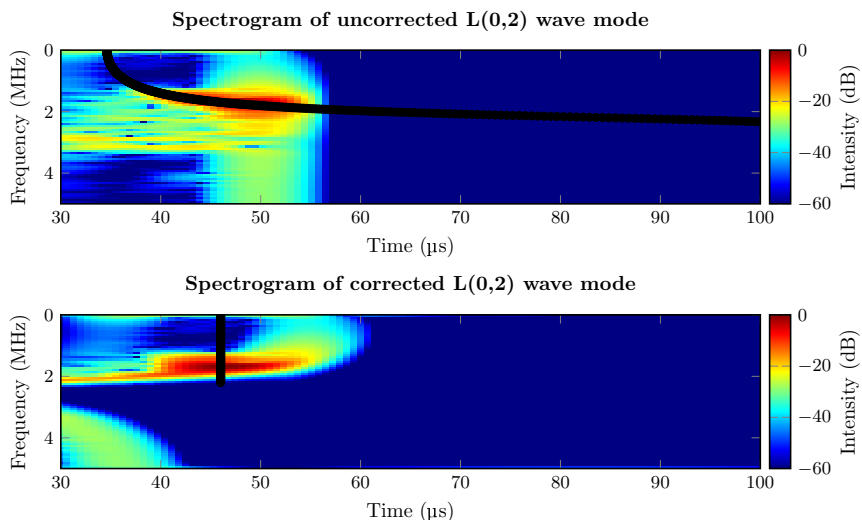 Spectrogram of uncorrected L(0,2) wave mode
0
2
4
Frequency (MHz)
30 40 50 60 70 80 90 100
Time (µs)
0
−20
−40
−60
Intensity (dB)
Spectrogram of corrected L(0,2) wave mode
0
2
4
Frequency (MHz)
30 40 50 60 70 80 90 100
Time (µs)
0
−20
−40
−60
Intensity (dB)